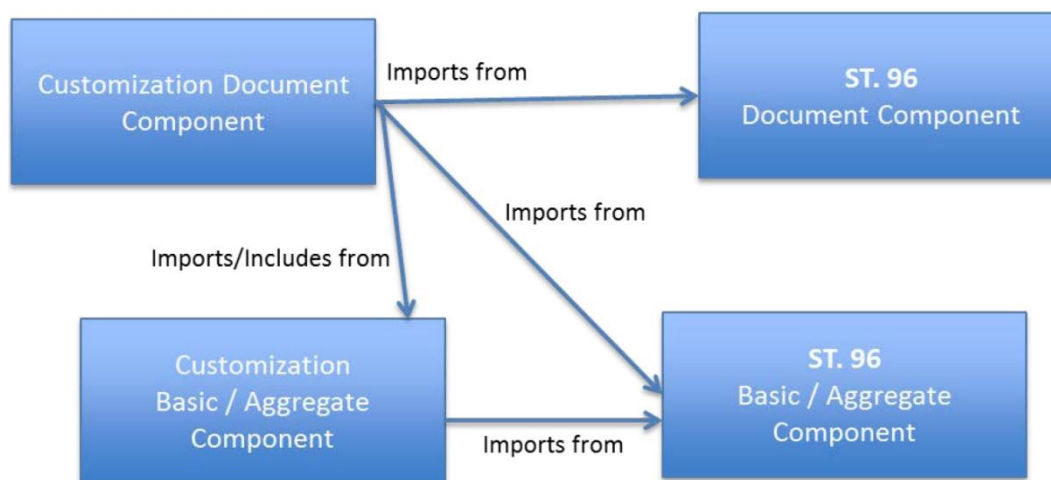 Customization Document
Component
Imports from
ST. 96
Document Component
Imports from
Imports/Includes from
Customization
Basic / Aggregate
Component
Imports from
ST. 96
Basic / Aggregate
Component